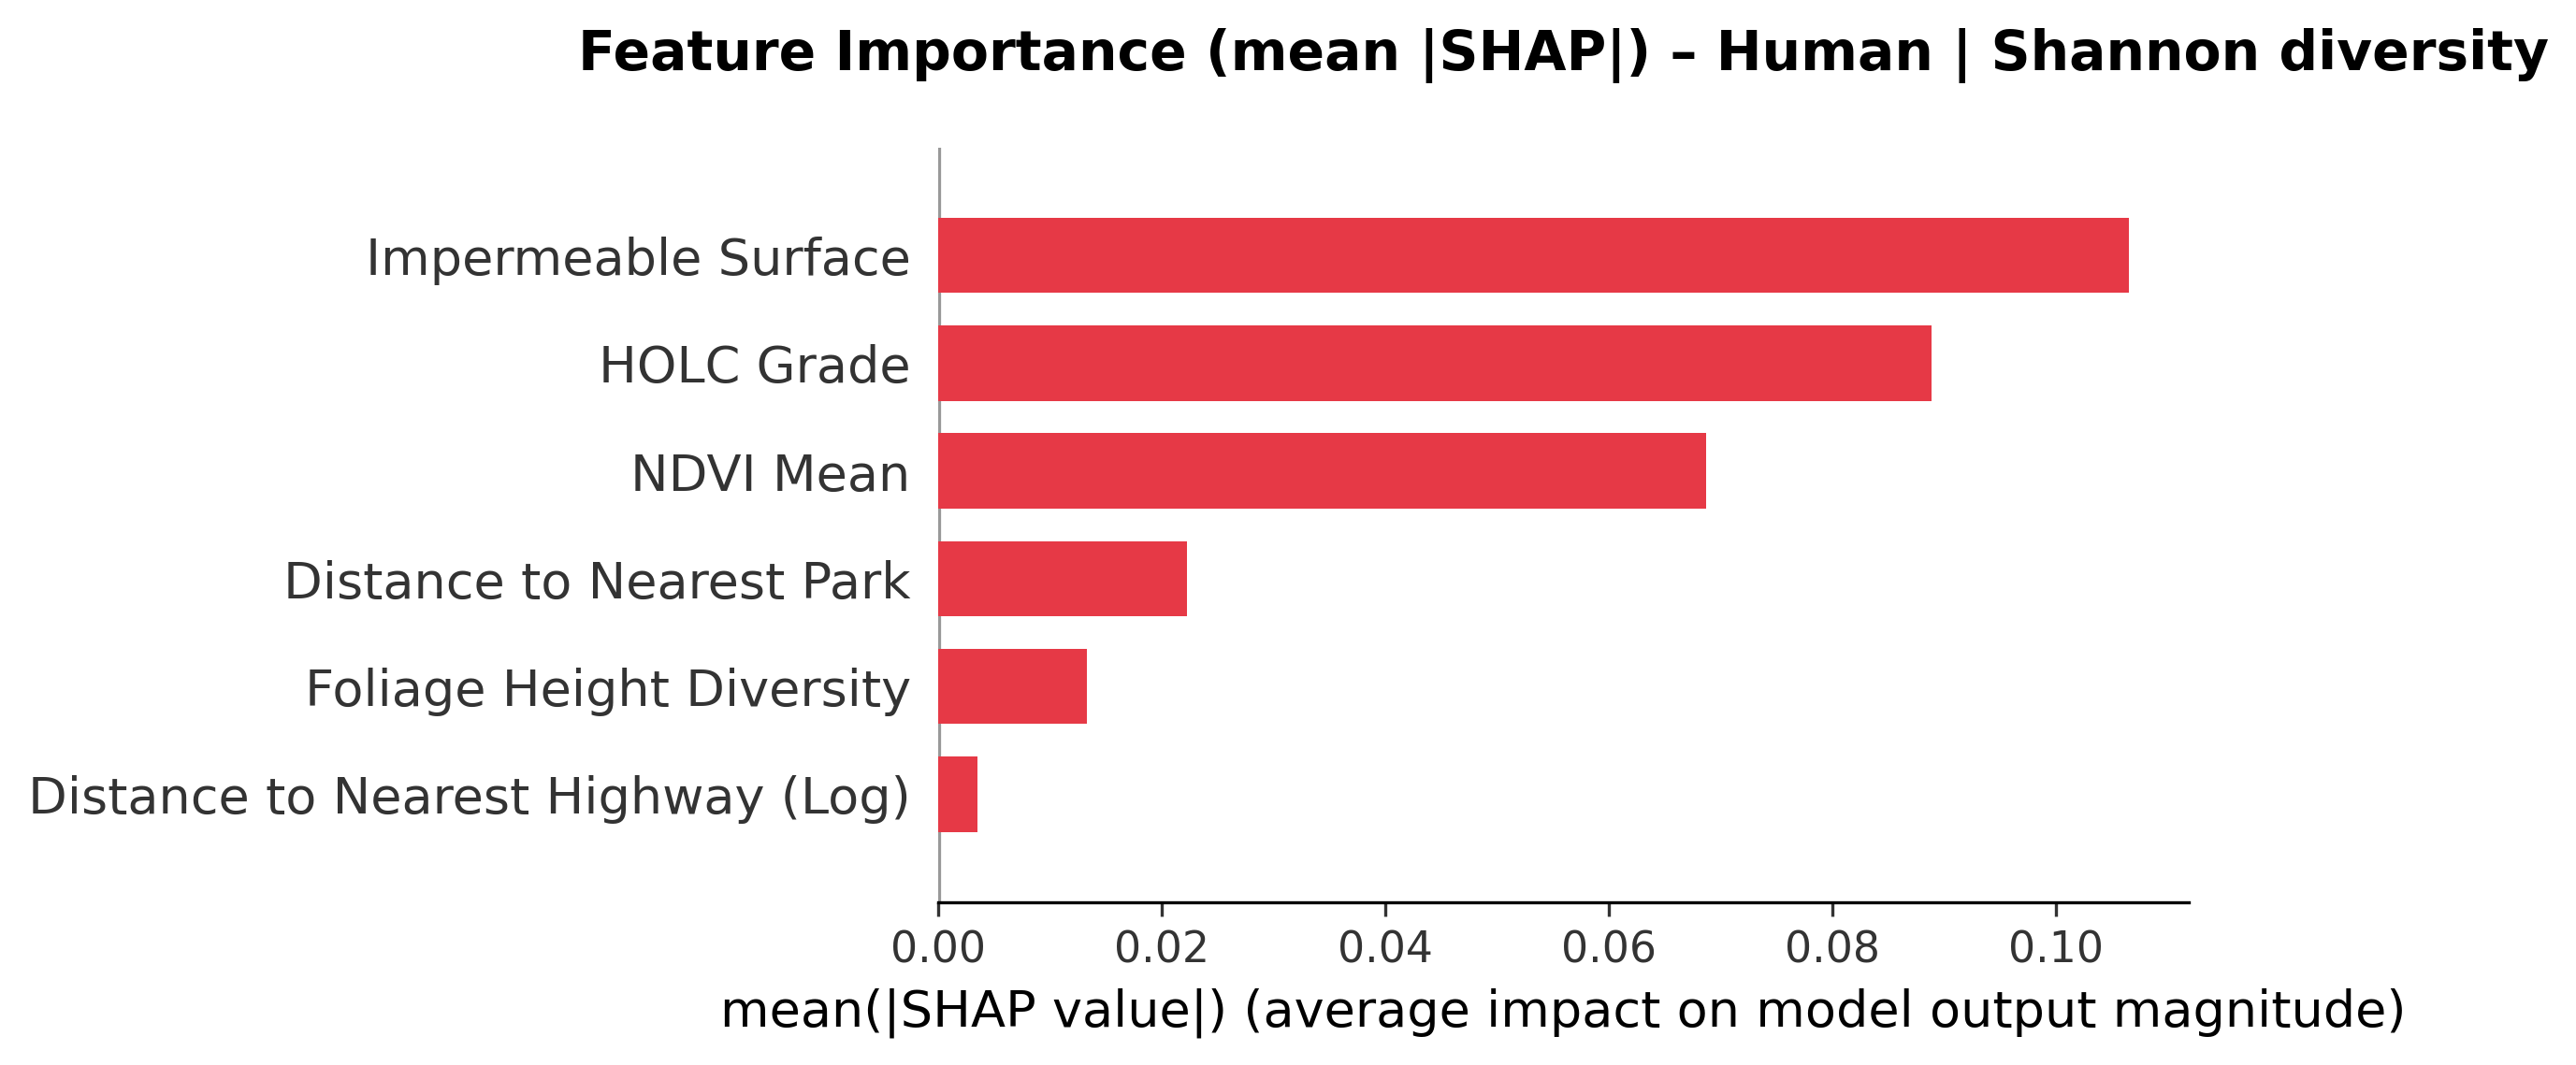 Feature Importance (mean |SHAP|) – Human | Shannon diversity
Impermeable Surface
HOLC Grade
NDVI Mean
Distance to Nearest Park
Foliage Height Diversity
Distance to Nearest Highway (Log)
0.00 0.02 0.04 0.06 0.08 0.10
mean(|SHAP value|) (average impact on model output magnitude)